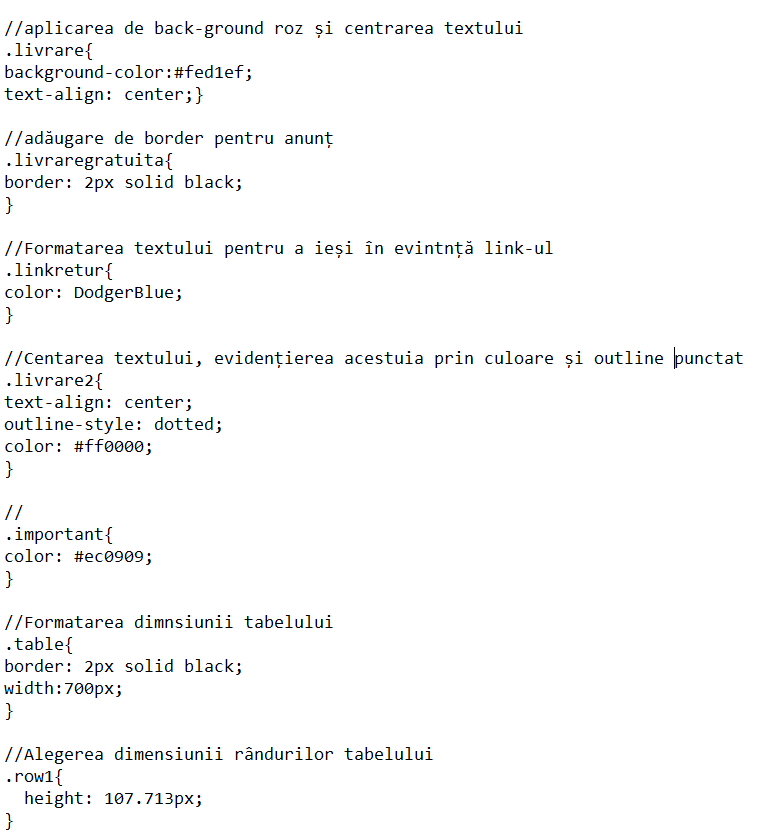 //aplicarea de back-ground roz și centrarea textului
.livrare{
background-color:#fed1ef;
text-align: center;}
//adăugare de border pentru anunț
.livraregratuita{
border: 2px solid black;
}
//Formatarea textului pentru a ieși în evintnță link-ul
.linkretur{
color: DodgerBlue;
}
//Centarea textului, evidențierea acestuia prin culoare și outline punctat
.livrare2{
text-align: center;
outline-style: dotted;
color: #ff0000;
}
//
.important{
color: #ec0909;
}
//Formatarea dimnsiunii tabelului
.table{
border: 2px solid black;
width:700px;
}
//Alegerea dimensiunii rândurilor tabelului
.row1{
  height: 107.713px;
}